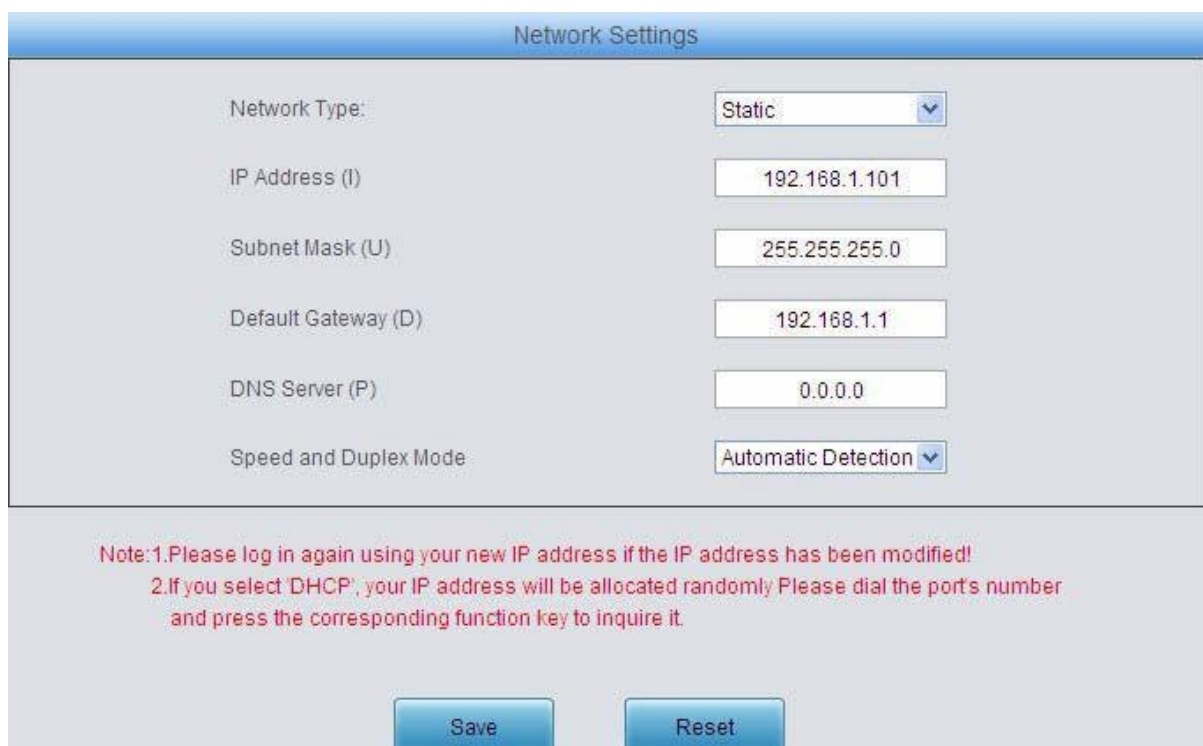 Network Settings
Network Type: Static
IP Address (I) 192.168.1.101
Subnet Mask (U) 255.255.255.0
Default Gateway (D) 192.168.1.1
DNS Server (P) 0.0.0.0
Speed and Duplex Mode Automatic Detection
Note:1.Please log in again using your new IP address if the IP address has been modified!
2.If you select 'DHCP', your IP address will be allocated randomly Please dial the port's number
and press the corresponding function key to inquire it.
Save Reset